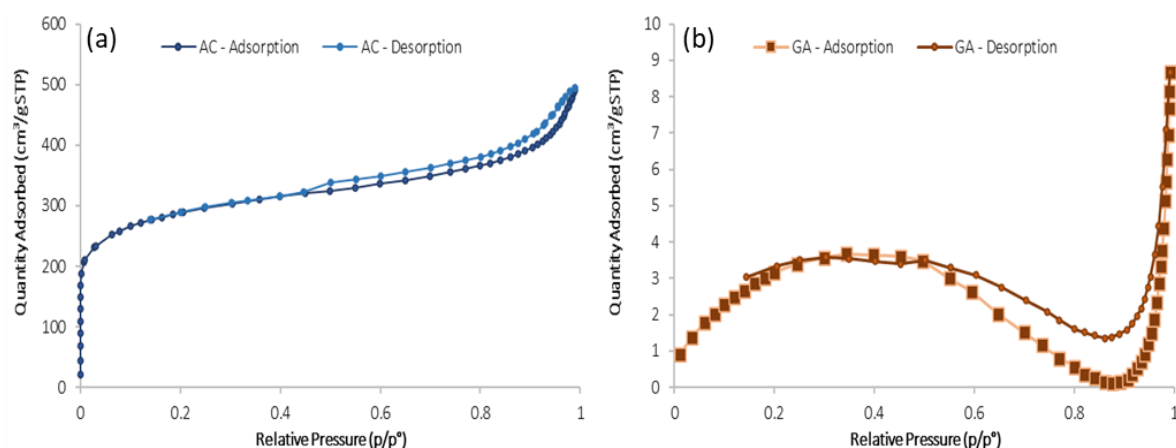 (a)
AC - Adsorption
AC - Desorption
Quantity Adsorbed (cm³/gSTP)
600
500
400
300
200
100
0
0 0.2 0.4 0.6 0.8 1
Relative Pressure (p/p°)
(b)
GA - Adsorption
GA - Desorption
Quantity Adsorbed (cm³/gSTP)
10
9
8
7
6
5
4
3
2
1
0
0 0.2 0.4 0.6 0.8 1
Relative Pressure (p/p°)